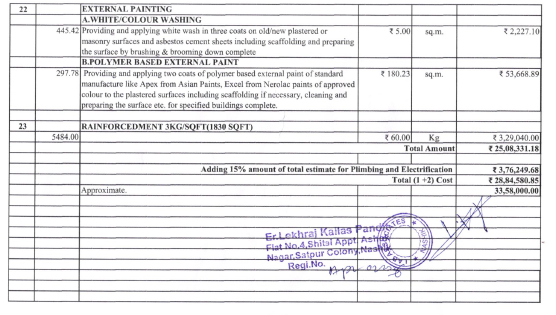 22 EXTERNAL PAINTING
A.WHITE/COLOUR WASHING
445.42 Providing and applying white wash in three coats on old/new plastered or ₹ 5.00 sq.m. ₹ 2,227.10
masonry surfaces and asbestos cement sheets including scaffolding and preparing
the surface by brushing & brooming down complete
B.POLYMER BASED EXTERNAL PAINT
297.78 Providing and applying two coats of polymer based external paint of standard ₹ 180.23 sq.m. ₹ 53,668.89
manufacture like Apex from Asian Paints, Excel from Nerolac paints of approved
colour to the plastered surfaces including scaffolding if necessary, cleaning and
preparing the surface etc. for specified buildings complete.
23 RAINFORCEDMENT 3KG/SQFT(1830 SQFT)
5484.00 ₹ 60.00 Kg ₹ 3,29,040.00
Total Amount ₹ 25,08,331.18
Adding 15% amount of total estimate for Plimbing and Electrification ₹ 3,76,249.68
Total (1 +2) Cost ₹ 28,84,580.85
Approximate. 33,58,000.00
Er.Lekhraj Kailas
Flat No.4,Shital Appt.
Nagar,Satpur Colony,
Regi.No.